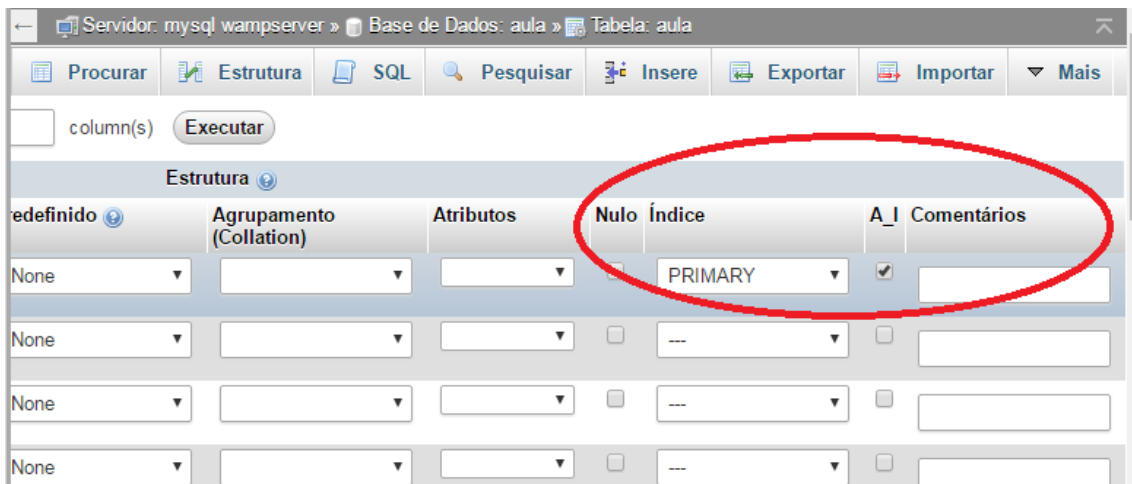 Servidor: mysql wampserver » Base de Dados: aula » Tabela: aula
Procurar Estrutura SQL Pesquisar Insere Exportar Importar Mais
column(s) Executar
Estrutura
redefinido Agrupamento (Collation) Atributos Nulo Índice A_I Comentários
None PRIMARY
None ---
None ---
None ---